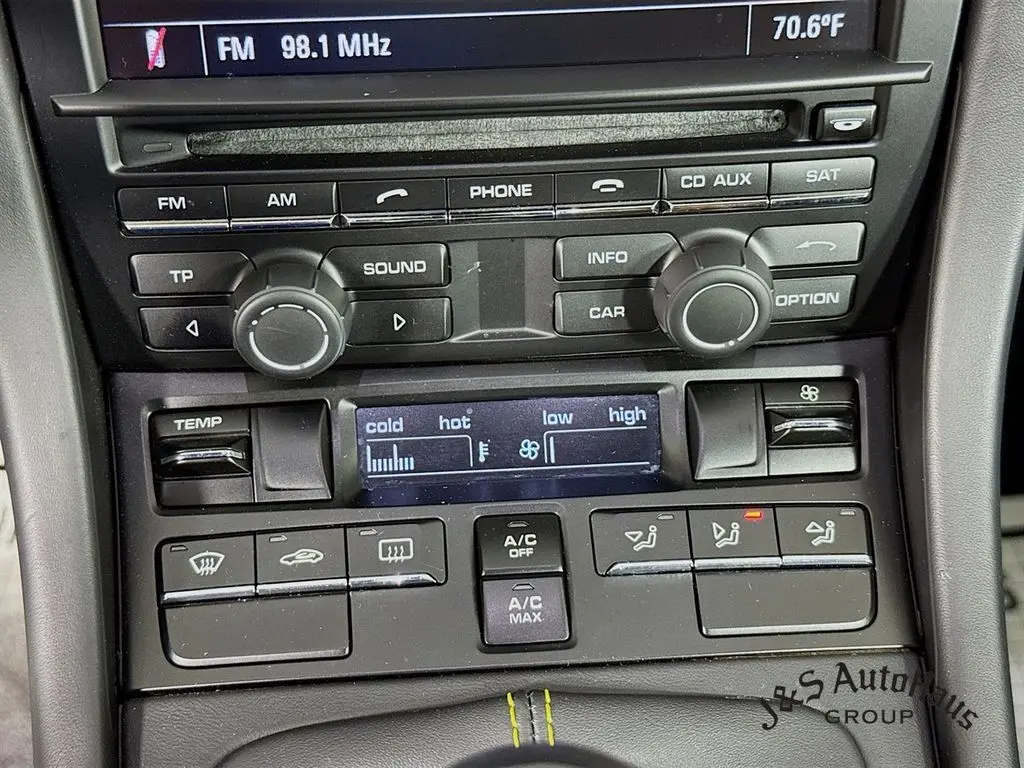 FM 98.1 MHz 70.6°F
FM AM PHONE CD AUX SAT
TP SOUND INFO
CAR OPTION
TEMP cold hot low high
A/C
OFF
A/C
MAX
J&S AutoHaus
GROUP